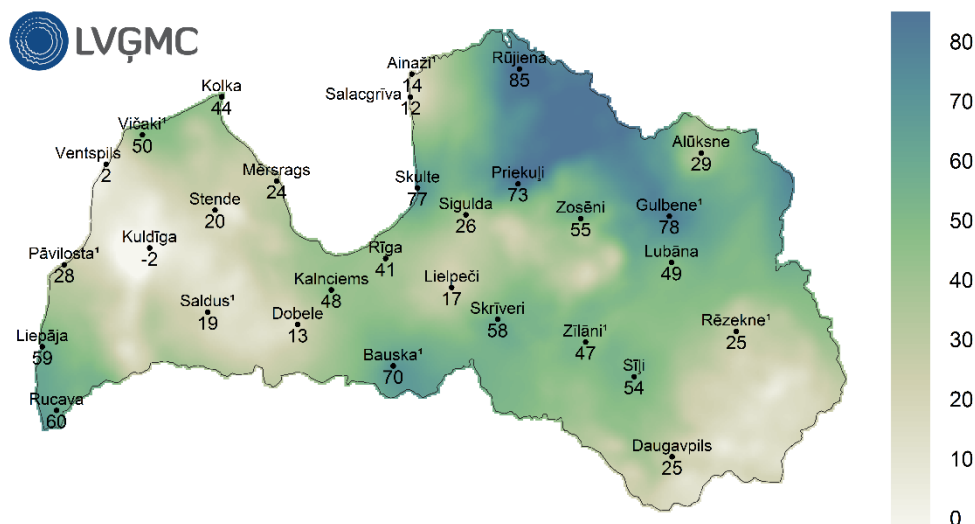 LVĢMC
Ainaži¹
14
Rūjiena
85
Kolka
44
Salacgrīva
12
Vičaki¹
50
Alūksne
29
Ventspils
2
Mērsrags
24
Skulte
77
Priekuļi
73
Stende
20
Sigulda
26
Zosēni
55
Gulbene¹
78
Kuldīga
-2
Pāvilosta¹
28
Rīga
41
Lubāna
49
Kalnciems
48
Lielpeči
17
Saldus¹
19
Dobele
13
Skrīveri
58
Zīlāni¹
47
Rēzekne¹
25
Liepāja
59
Bauska¹
70
Sīļi
54
Rucava
60
Daugavpils
25
80
70
60
50
40
30
20
10
0